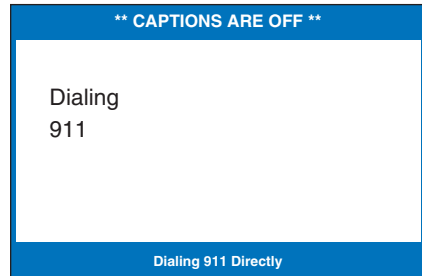 ** CAPTIONS ARE OFF **
Dialing
911
Dialing 911 Directly